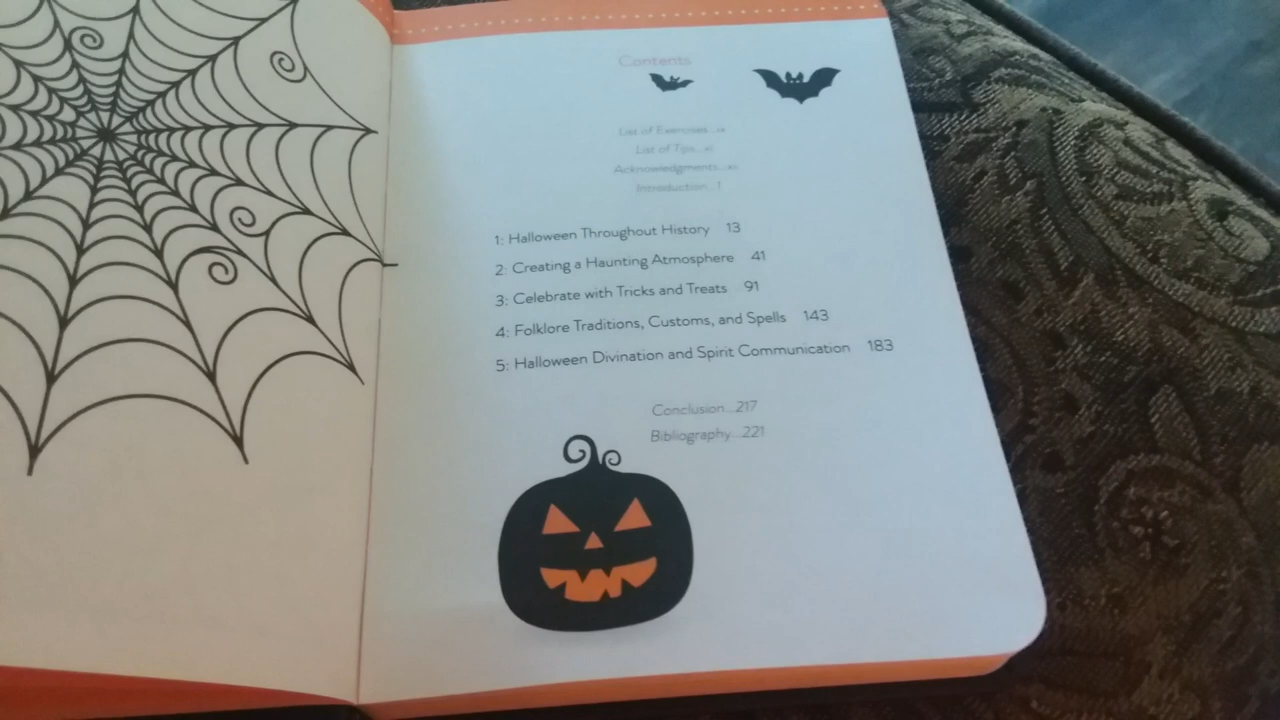 Contents
List of Exercises...ix
List of Tips...xi
Acknowledgments...xii
Introduction...1
1: Halloween Throughout History 13
2: Creating a Haunting Atmosphere 41
3: Celebrate with Tricks and Treats 91
4: Folklore Traditions, Customs, and Spells 143
5: Halloween Divination and Spirit Communication 183
Conclusion...217
Bibliography...221